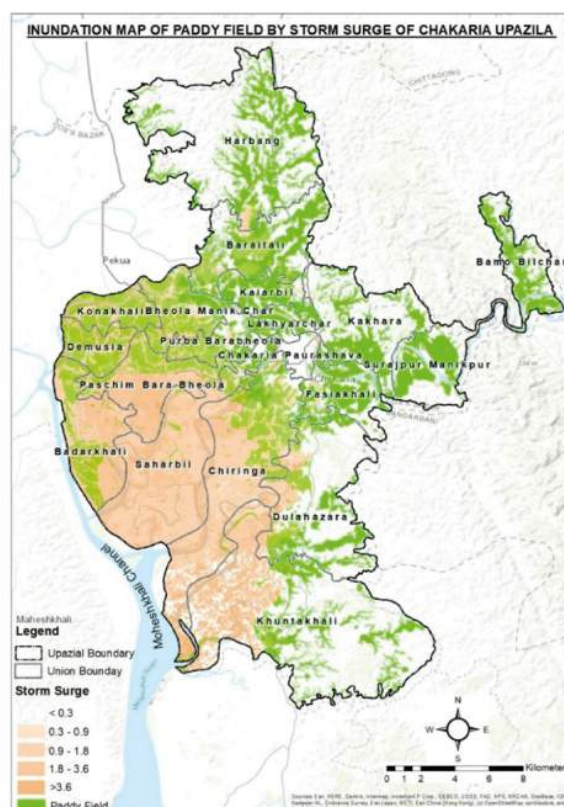 INUNDATION MAP OF PADDY FIELD BY STORM SURGE OF CHAKARIA UPAZILA
CHITTAGONG
COX'S BAZAR
Harbang
Baraitali
Pekua
Bamo Bilchari
Kaiarbil
Konakhali
Bheola Manik Char
Lakhyarchar
Kakhara
Demusia
Purba Barabheola
Chakaria Paurashava
Surajpur Manikpur
Paschim Bara-Bheola
Fasiakhali
BANDARBAN
Badarkhali
Saharbil
Chiringa
Dulahazara
Moheshkhali Channel
Khuntakhali
Maheshkhali
Legend
Upazial Boundary
Union Bounday
Storm Surge
< 0.3
0.3 - 0.9
0.9 - 1.8
1.8 - 3.6
>3.6
Paddy Field
N
W
E
S
0 1 2 4 6 8
Kilometer